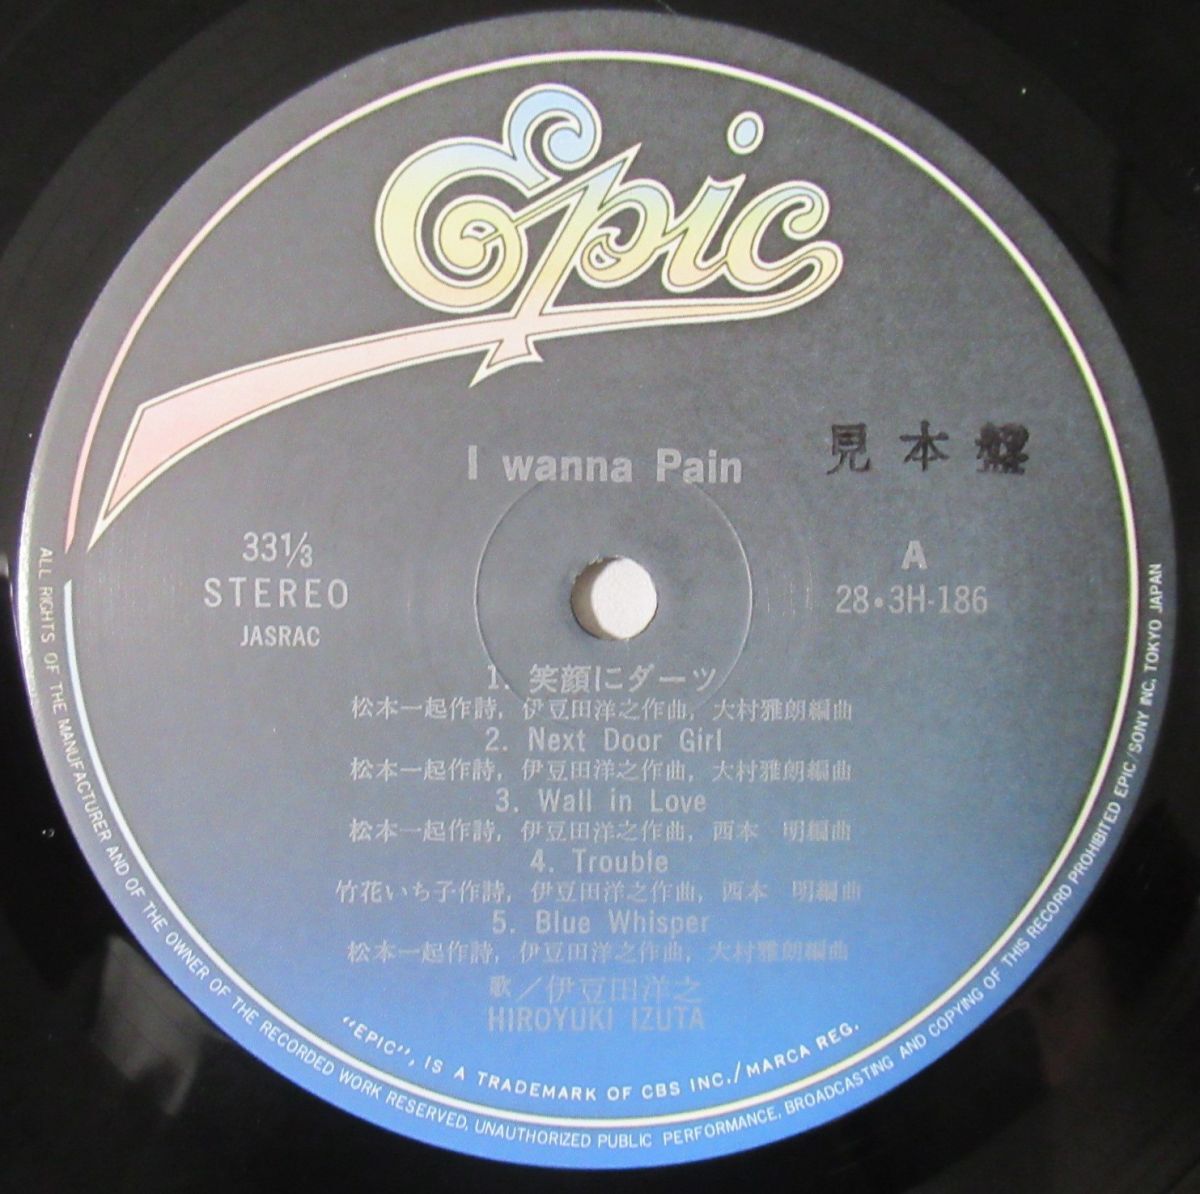 Epic
I wanna Pain
見本盤
33 1/3
STEREO
JASRAC
A
28・3H-186
1. 笑顔にダーツ
松本一起作詩, 伊豆田洋之作曲, 大村雅朗編曲
2. Next Door Girl
松本一起作詩, 伊豆田洋之作曲, 大村雅朗編曲
3. Wall in Love
松本一起作詩, 伊豆田洋之作曲, 西本 明編曲
4. Trouble
竹花いち子作詩, 伊豆田洋之作曲, 西本 明編曲
5. Blue Whisper
松本一起作詩, 伊豆田洋之作曲, 大村雅朗編曲
歌／伊豆田洋之
HIROYUKI IZUTA
"EPIC", IS A TRADEMARK OF CBS INC./MARCA REG.
ALL RIGHTS OF THE MANUFACTURER AND OF THE OWNER OF THE RECORDED WORK RESERVED, UNAUTHORIZED PUBLIC PERFORMANCE, BROADCASTING AND COPYING OF THIS RECORD PROHIBITED EPIC/SONY INC. TOKYO JAPAN